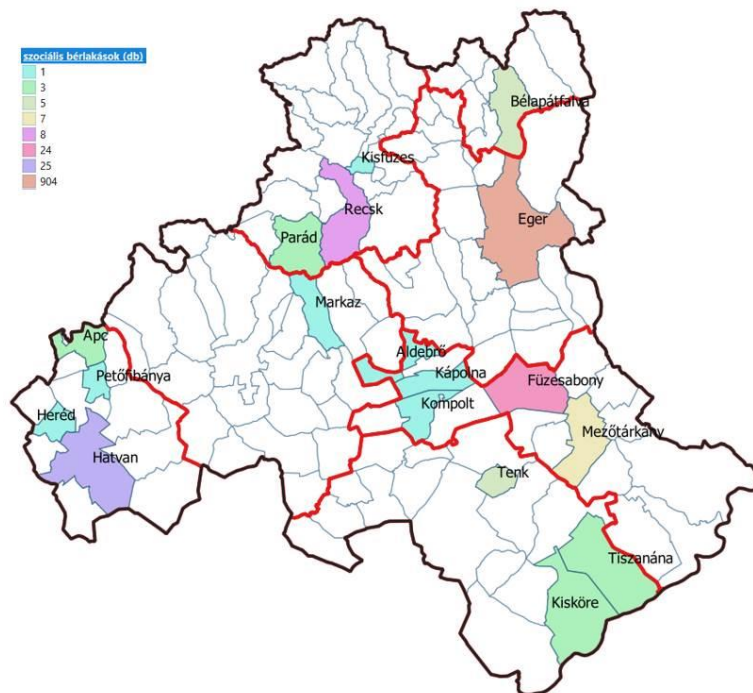 szociális bérlakások (db)
1
3
5
7
8
24
25
904
Bélapátfalva
Kisfüzes
Recsk
Eger
Parád
Markaz
Apc
Aldebrő
Petőfibánya
Kápolna
Füzesabony
Heréd
Kompolt
Mezőtárkány
Hatvan
Tenk
Tiszanána
Kisköre